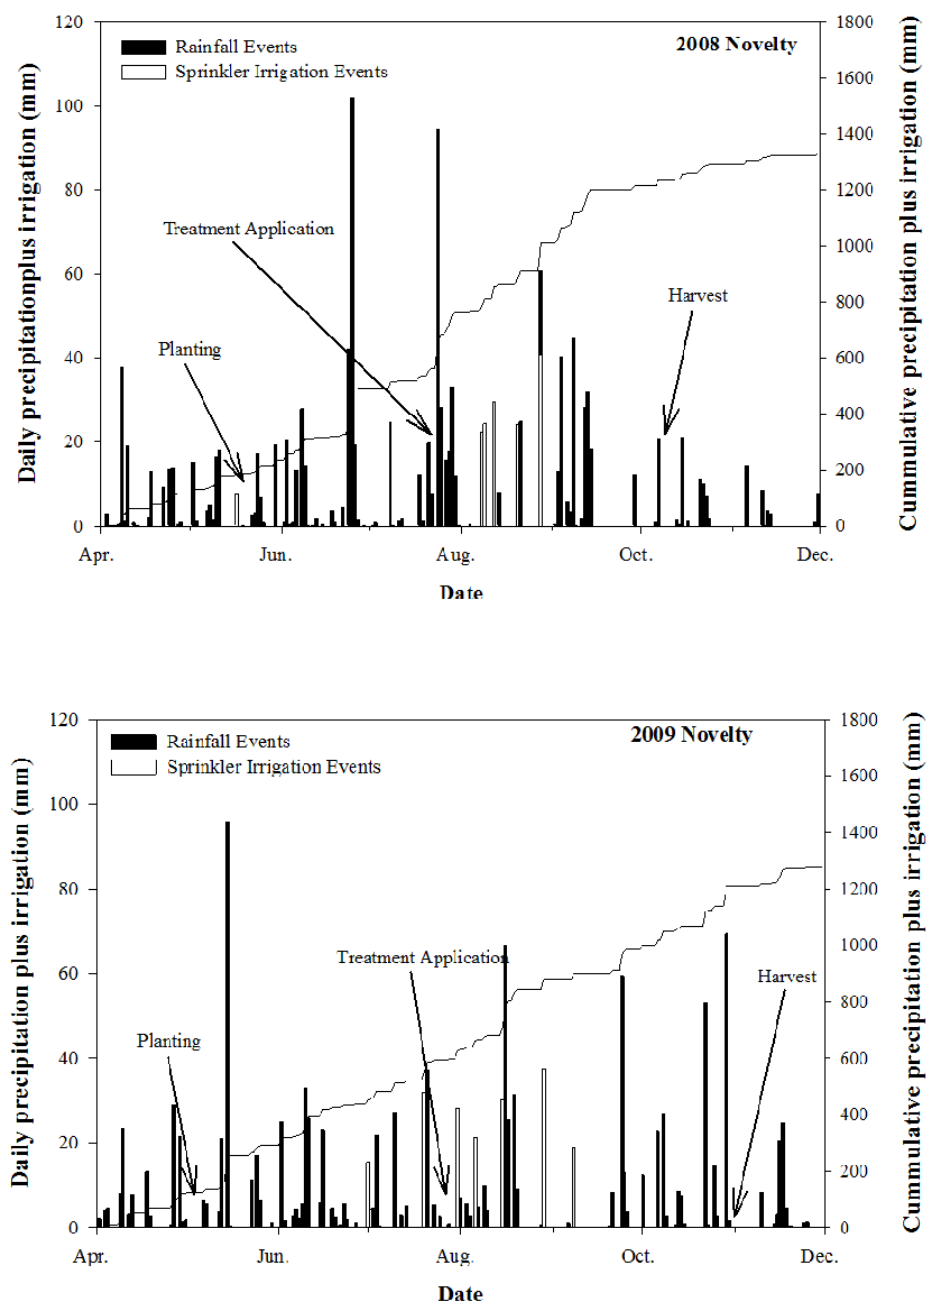 120
100
80
60
40
20
0
Daily precipitationplus irrigation (mm)
Rainfall Events
Sprinkler Irrigation Events
2008 Novelty
Treatment Application
Planting
Harvest
1800
1600
1400
1200
1000
800
600
400
200
0
Cummulative precipitation plus irrigation (mm)
Apr. Jun. Aug. Oct. Dec.
Date
120
100
80
60
40
20
0
Daily precipitation plus irrigation (mm)
Rainfall Events
Sprinkler Irrigation Events
2009 Novelty
Treatment Application
Planting
Harvest
1800
1600
1400
1200
1000
800
600
400
200
0
Cummulative precipitation plus irrigation (mm)
Apr. Jun. Aug. Oct. Dec.
Date